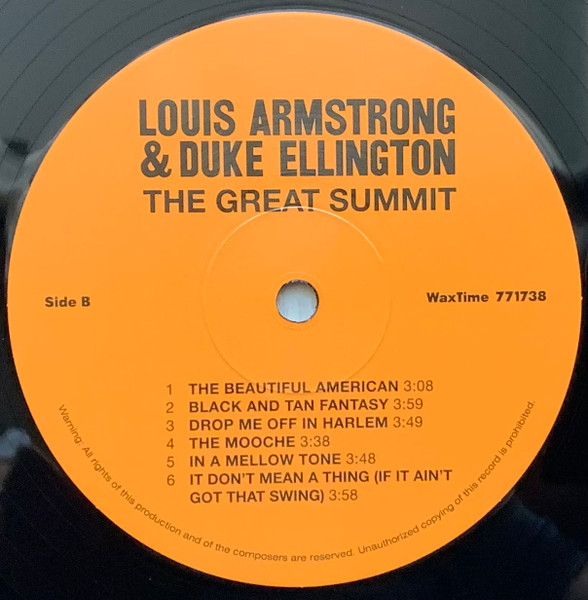 LOUIS ARMSTRONG
& DUKE ELLINGTON
THE GREAT SUMMIT
Side B
WaxTime 771738
1 THE BEAUTIFUL AMERICAN 3:08
2 BLACK AND TAN FANTASY 3:59
3 DROP ME OFF IN HARLEM 3:49
4 THE MOOCHE 3:38
5 IN A MELLOW TONE 3:48
6 IT DON'T MEAN A THING (IF IT AIN'T
GOT THAT SWING) 3:58
Warning: All rights of this production and of the composers are reserved. Unauthorized copying of this record is prohibited.